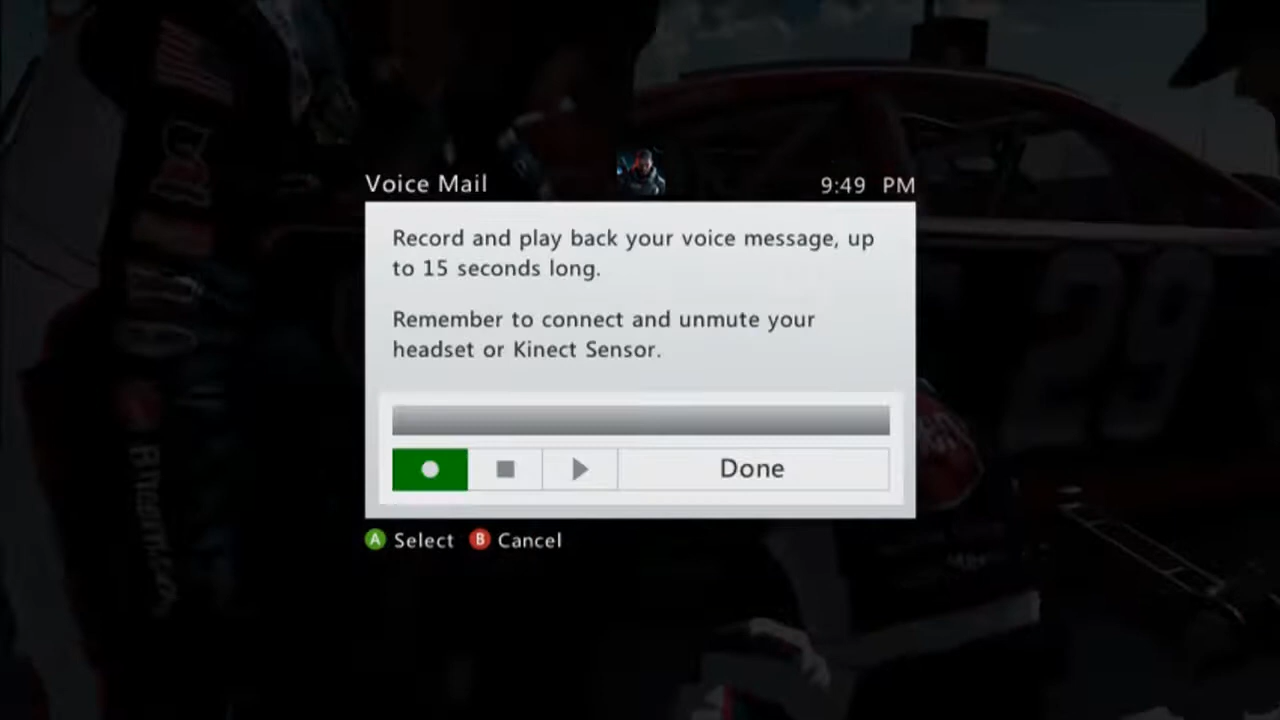 Voice Mail
9:49 PM
Record and play back your voice message, up
to 15 seconds long.
Remember to connect and unmute your
headset or Kinect Sensor.
Done
A Select B Cancel
29